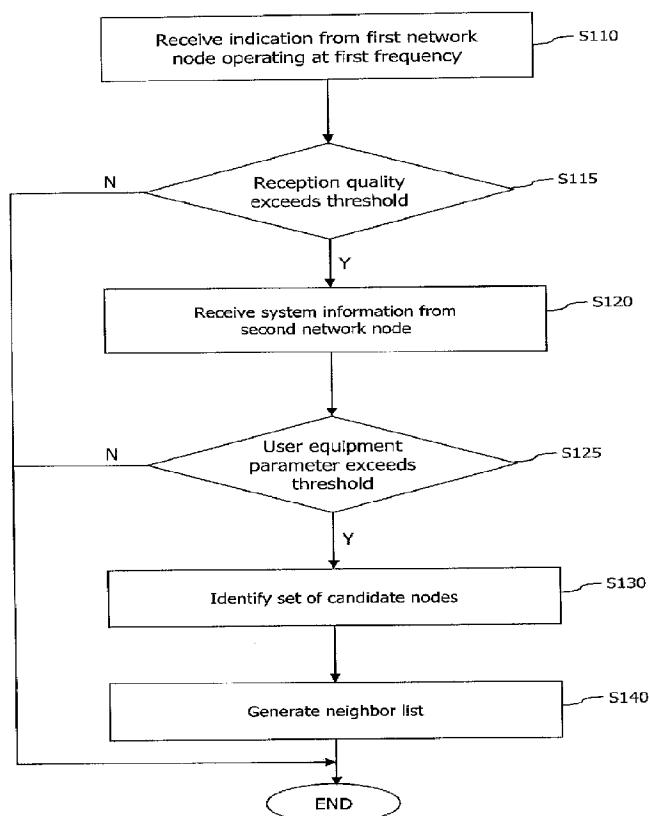 Receive indication from first network
node operating at first frequency
S110
N
Reception quality
exceeds threshold
S115
Y
Receive system information from
second network node
S120
N
User equipment
parameter exceeds
threshold
S125
Y
Identify set of candidate nodes
S130
Generate neighbor list
S140
END